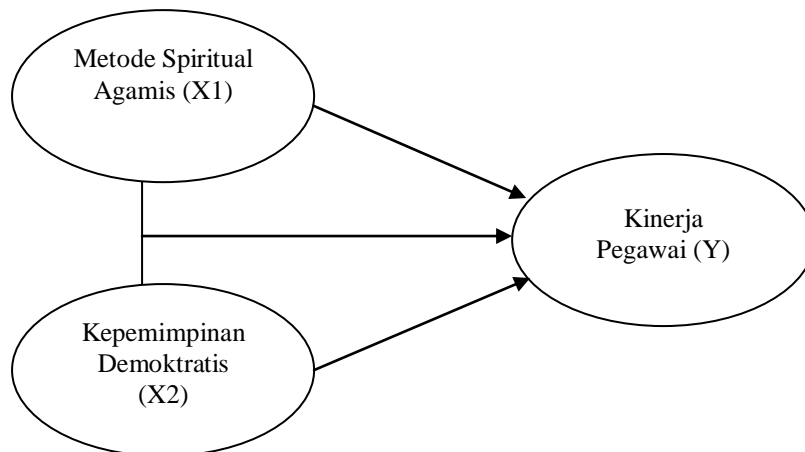 Metode Spiritual
Agamis (X1)
Kinerja
Pegawai (Y)
Kepemimpinan
Demoktratis
(X2)